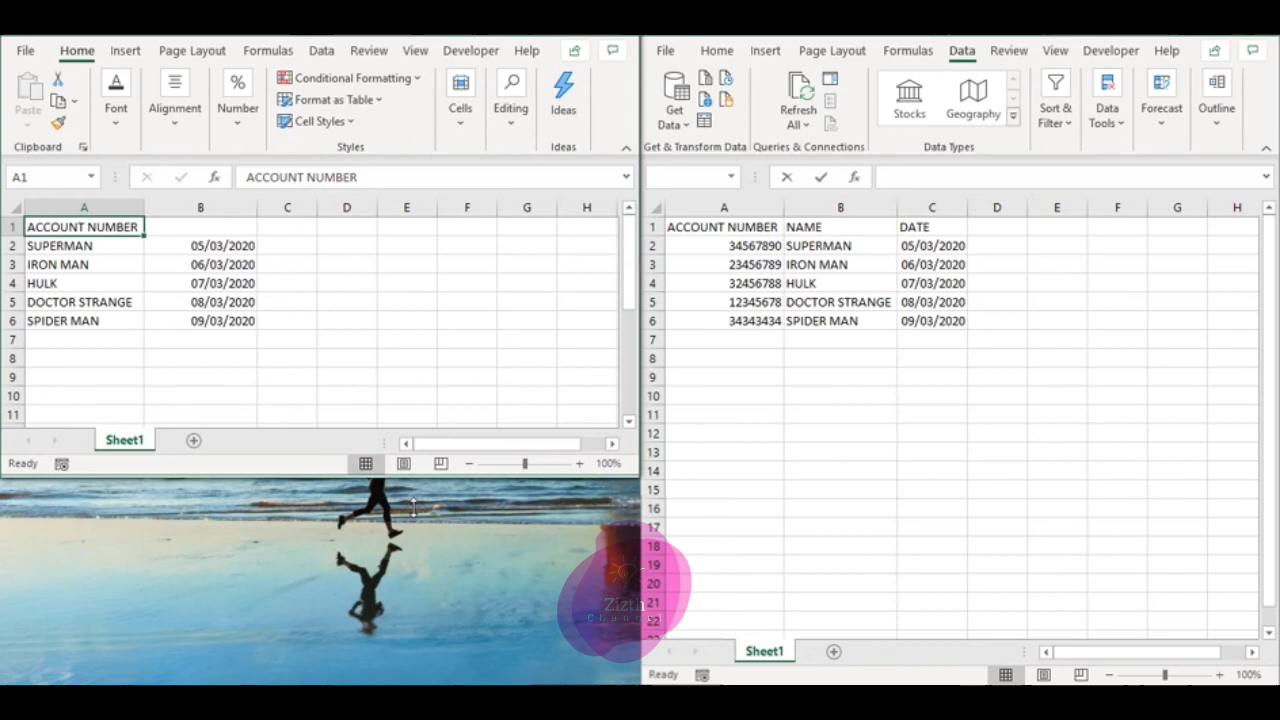 File Home Insert Page Layout Formulas Data Review View Developer Help
Paste
Font
Alignment
Number
%
Conditional Formatting
Format as Table
Cell Styles
Cells
Editing
Ideas
Clipboard
Styles
Ideas
A1
fx
ACCOUNT NUMBER
A B C D E F G H
1 ACCOUNT NUMBER
2 SUPERMAN 05/03/2020
3 IRON MAN 06/03/2020
4 HULK 07/03/2020
5 DOCTOR STRANGE 08/03/2020
6 SPIDER MAN 09/03/2020
7
8
9
10
11
Sheet1
Ready
100%
File Home Insert Page Layout Formulas Data Review View Developer Help
Get Data
Refresh All
Stocks
Geography
Sort & Filter
Data Tools
Forecast
Outline
Get & Transform Data
Queries & Connections
Data Types
fx
A B C D E F G H
1 ACCOUNT NUMBER NAME DATE
2 34567890 SUPERMAN 05/03/2020
3 23456789 IRON MAN 06/03/2020
4 32456788 HULK 07/03/2020
5 12345678 DOCTOR STRANGE 08/03/2020
6 34343434 SPIDER MAN 09/03/2020
7
8
9
10
11
12
13
14
15
16
17
18
19
20
21
22
Sheet1
Ready
100%
Zizth
Channel